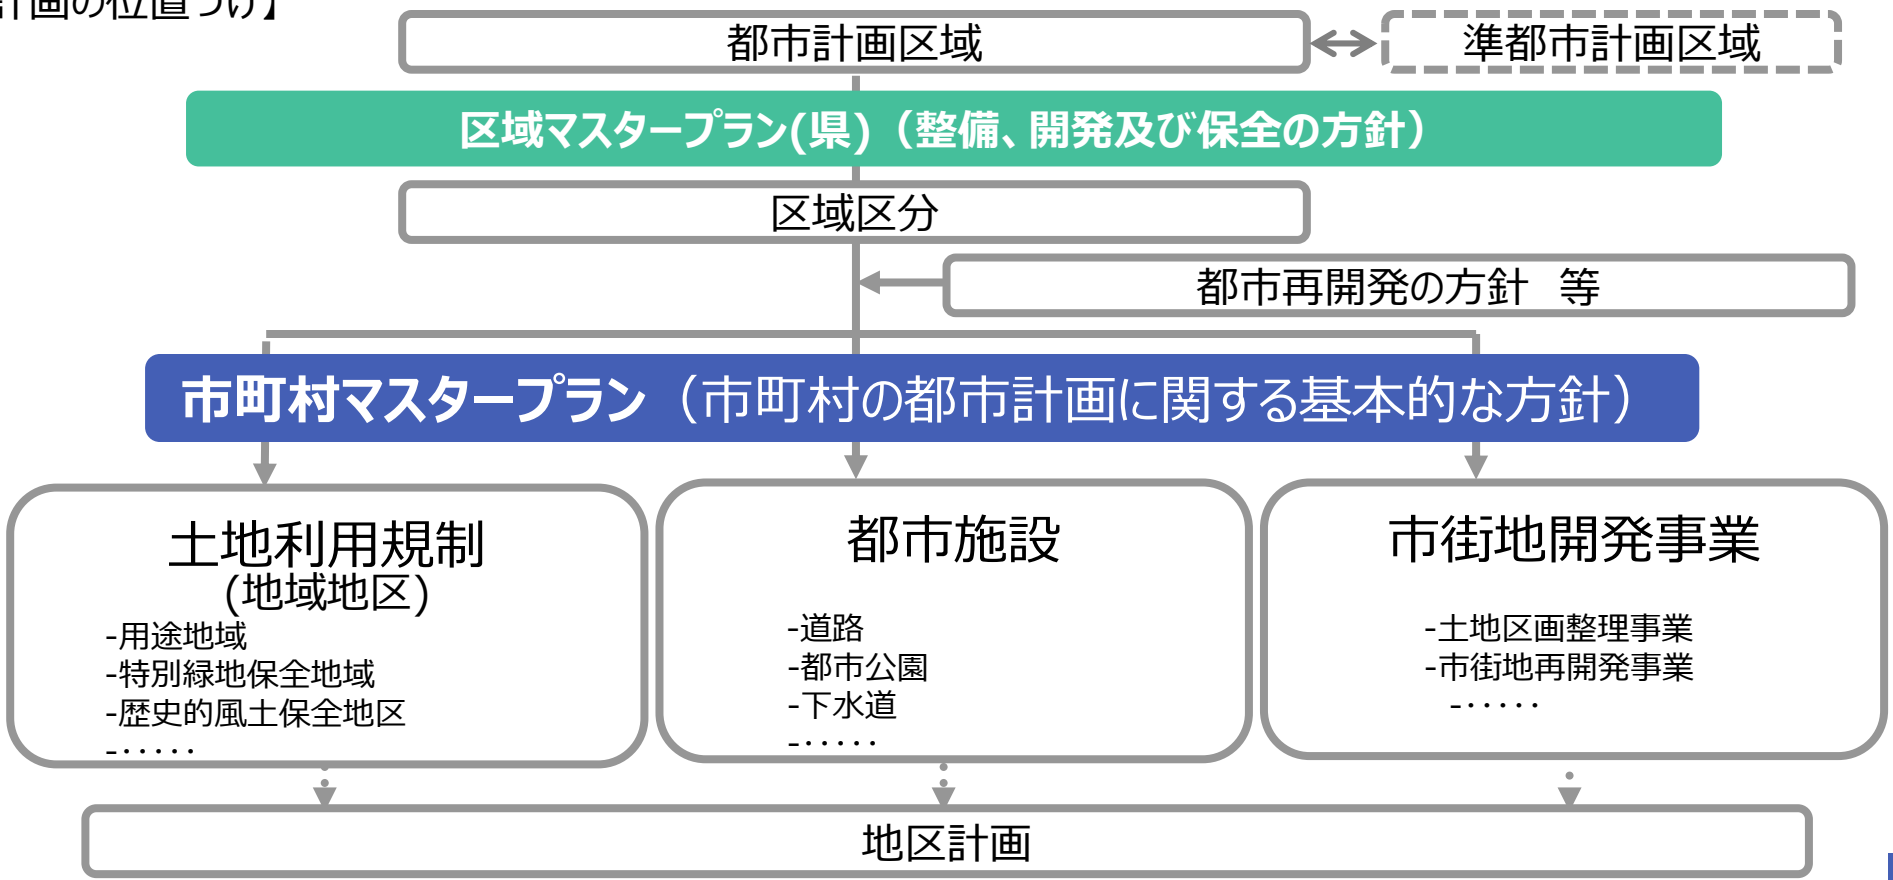 計画の位置づけ】
都市計画区域
準都市計画区域
区域マスタープラン(県)（整備、開発及び保全の方針）
区域区分
都市再開発の方針　等
市町村マスタープラン（市町村の都市計画に関する基本的な方針）
土地利用規制
(地域地区)
-用途地域
-特別緑地保全地域
-歴史的風土保全地区
-･････
都市施設
-道路
-都市公園
-下水道
-･････
市街地開発事業
-土地区画整理事業
-市街地再開発事業
-･････
地区計画